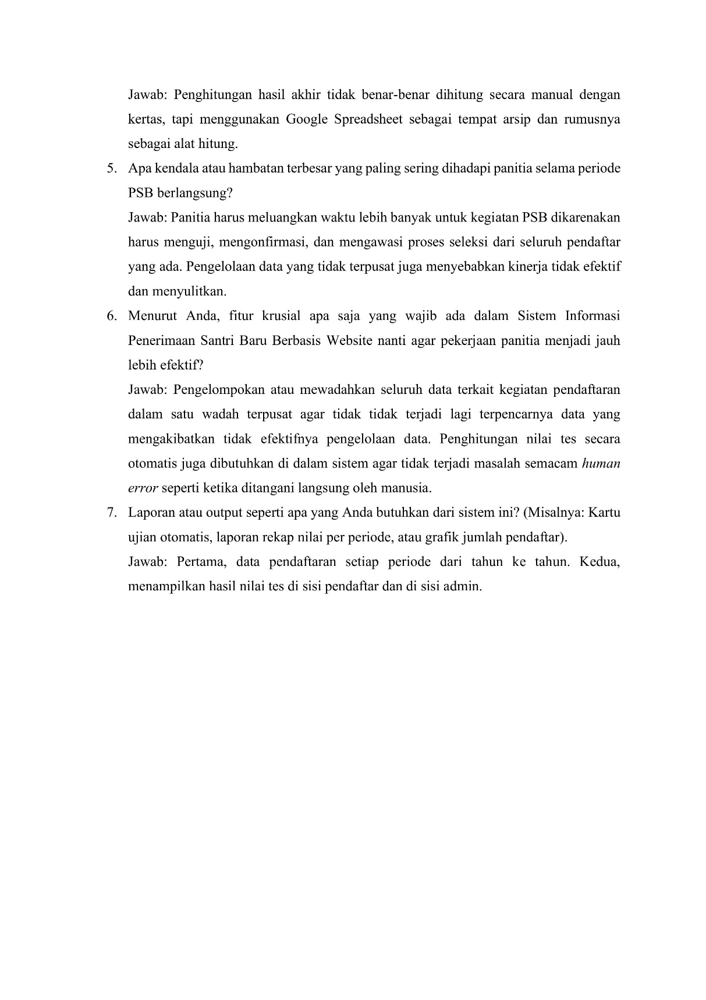 Jawab: Penghitungan hasil akhir tidak benar-benar dihitung secara manual dengan
kertas, tapi menggunakan Google Spreadsheet sebagai tempat arsip dan rumusnya
sebagai alat hitung.
5. Apa kendala atau hambatan terbesar yang paling sering dihadapi panitia selama periode
PSB berlangsung?
Jawab: Panitia harus meluangkan waktu lebih banyak untuk kegiatan PSB dikarenakan
harus menguji, mengonfirmasi, dan mengawasi proses seleksi dari seluruh pendaftar
yang ada. Pengelolaan data yang tidak terpusat juga menyebabkan kinerja tidak efektif
dan menyulitkan.
6. Menurut Anda, fitur krusial apa saja yang wajib ada dalam Sistem Informasi
Penerimaan Santri Baru Berbasis Website nanti agar pekerjaan panitia menjadi jauh
lebih efektif?
Jawab: Pengelompokan atau mewadahkan seluruh data terkait kegiatan pendaftaran
dalam satu wadah terpusat agar tidak tidak terjadi lagi terpencarnya data yang
mengakibatkan tidak efektifnya pengelolaan data. Penghitungan nilai tes secara
otomatis juga dibutuhkan di dalam sistem agar tidak terjadi masalah semacam human
error seperti ketika ditangani langsung oleh manusia.
7. Laporan atau output seperti apa yang Anda butuhkan dari sistem ini? (Misalnya: Kartu
ujian otomatis, laporan rekap nilai per periode, atau grafik jumlah pendaftar).
Jawab: Pertama, data pendaftaran setiap periode dari tahun ke tahun. Kedua,
menampilkan hasil nilai tes di sisi pendaftar dan di sisi admin.